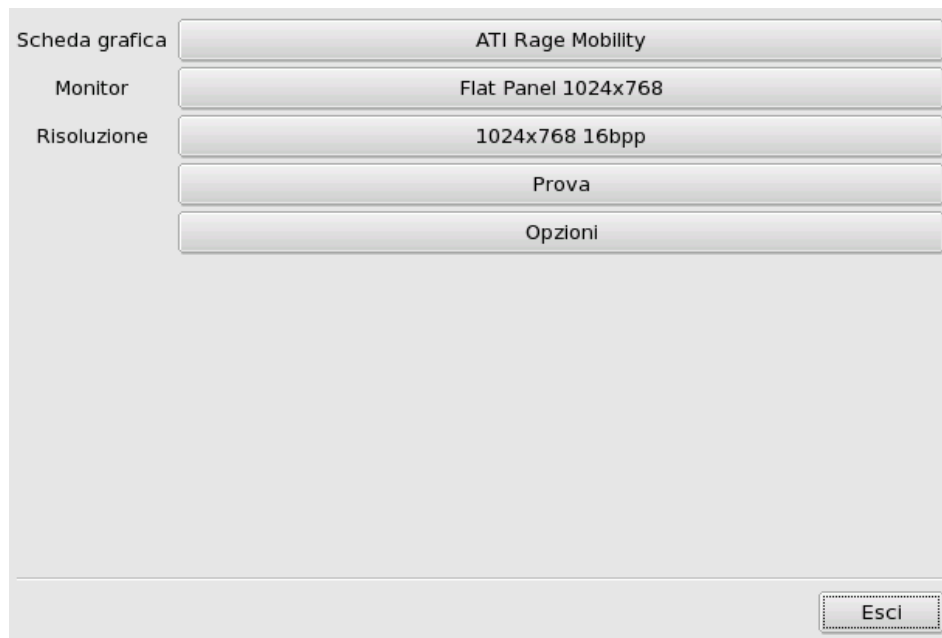 Scheda grafica ATI Rage Mobility
Monitor Flat Panel 1024x768
Risoluzione 1024x768 16bpp
Prova
Opzioni
Esci